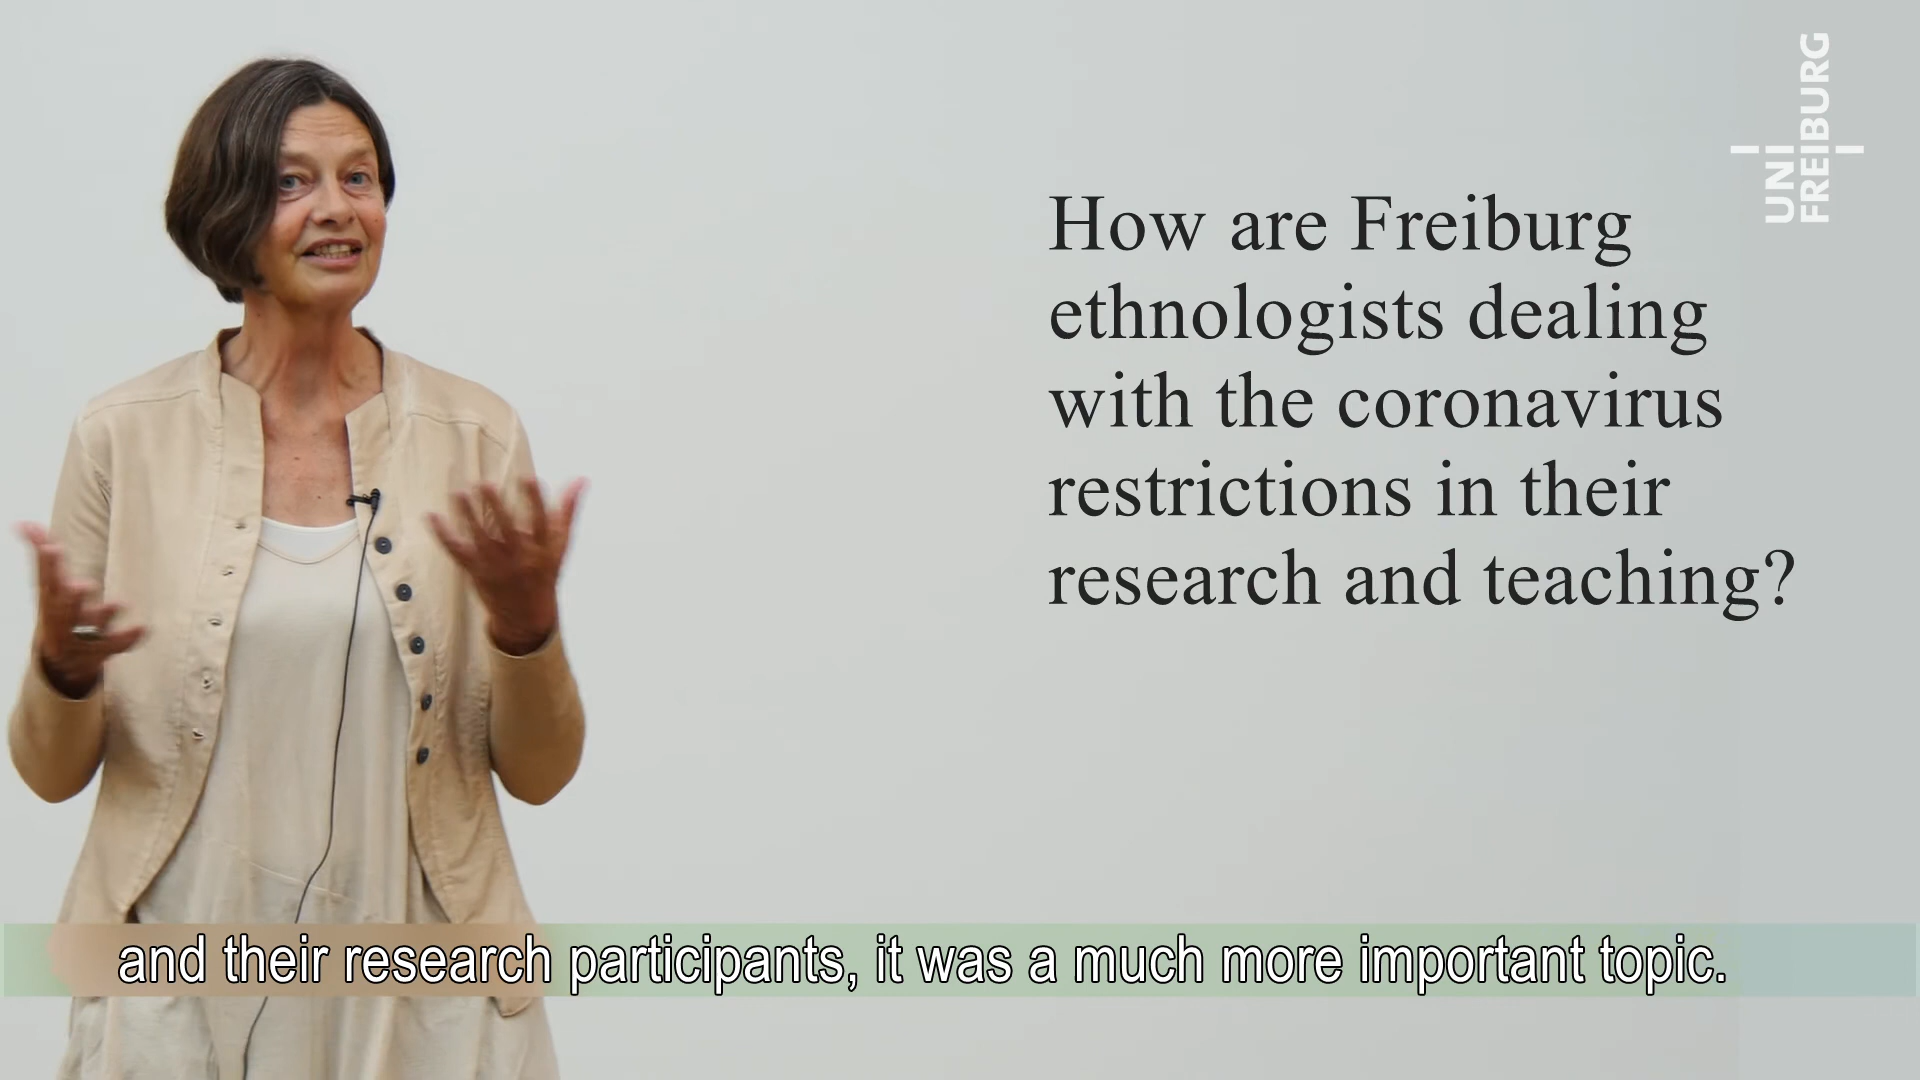 UNI
FREIBURG
How are Freiburg
ethnologists dealing
with the coronavirus
restrictions in their
research and teaching?
and their research participants, it was a much more important topic.